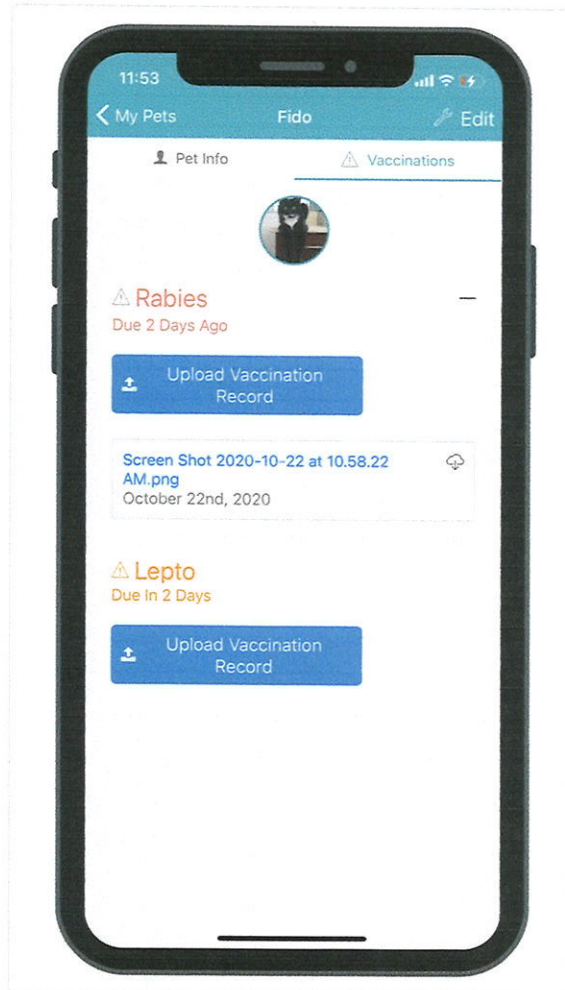 11:53
My Pets
Fido
Edit
Pet Info
Vaccinations
Rabies
Due 2 Days Ago
Upload Vaccination
Record
Screen Shot 2020-10-22 at 10.58.22
AM.png
October 22nd, 2020
Lepto
Due In 2 Days
Upload Vaccination
Record